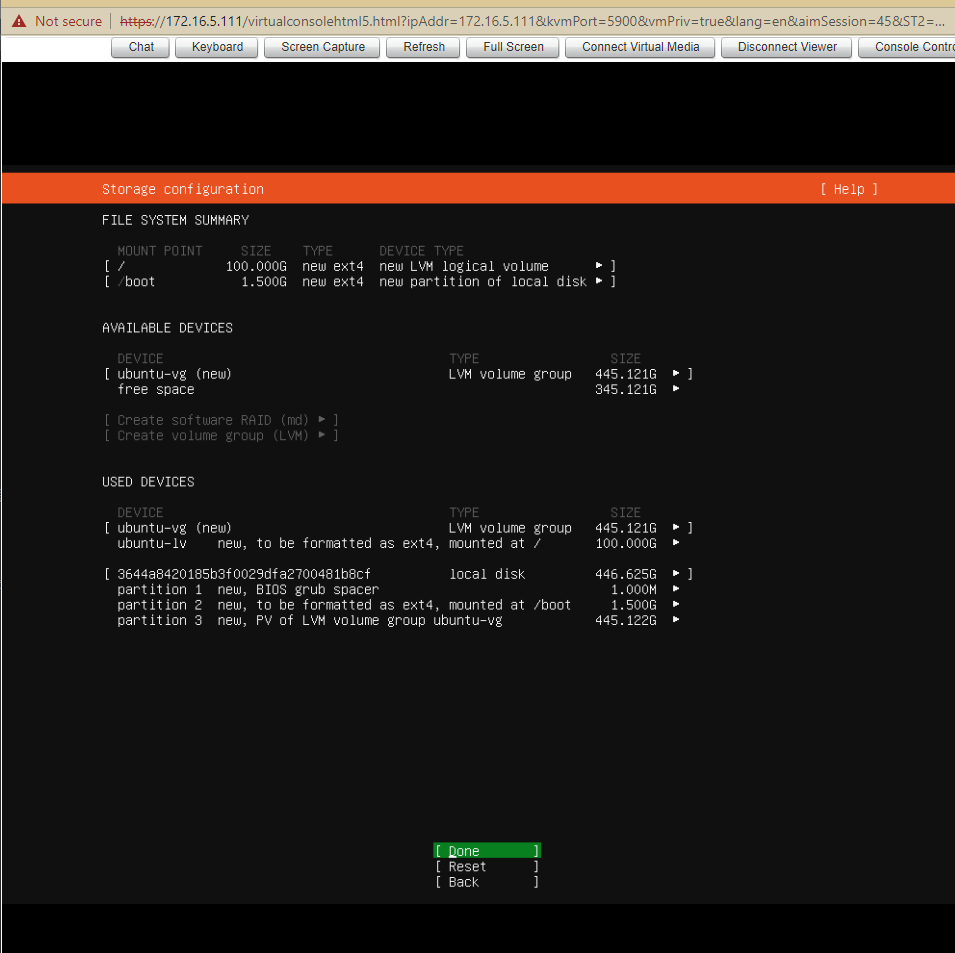 Not secure | https://172.16.5.111/virtualconsolehtml5.html?ipAddr=172.16.5.111&kvmPort=5900&vmPriv=true&lang=en&aimSession=45&ST2=...
Chat Keyboard Screen Capture Refresh Full Screen Connect Virtual Media Disconnect Viewer Console Contro
Storage configuration [ Help ]
FILE SYSTEM SUMMARY
MOUNT POINT SIZE TYPE DEVICE TYPE
[ / 100.000G new ext4 new LVM logical volume ▸ ]
[ /boot 1.500G new ext4 new partition of local disk ▸ ]
AVAILABLE DEVICES
DEVICE TYPE SIZE
[ ubuntu-vg (new) LVM volume group 445.121G ▸ ]
free space 345.121G ▸
[ Create software RAID (md) ▸ ]
[ Create volume group (LVM) ▸ ]
USED DEVICES
DEVICE TYPE SIZE
[ ubuntu-vg (new) LVM volume group 445.121G ▸ ]
ubuntu-lv new, to be formatted as ext4, mounted at / 100.000G ▸
[ 3644a8420185b3f0029dfa2700481b8cf local disk 446.625G ▸ ]
partition 1 new, BIOS grub spacer 1.000M ▸
partition 2 new, to be formatted as ext4, mounted at /boot 1.500G ▸
partition 3 new, PV of LVM volume group ubuntu-vg 445.122G ▸
[ Done ]
[ Reset ]
[ Back ]